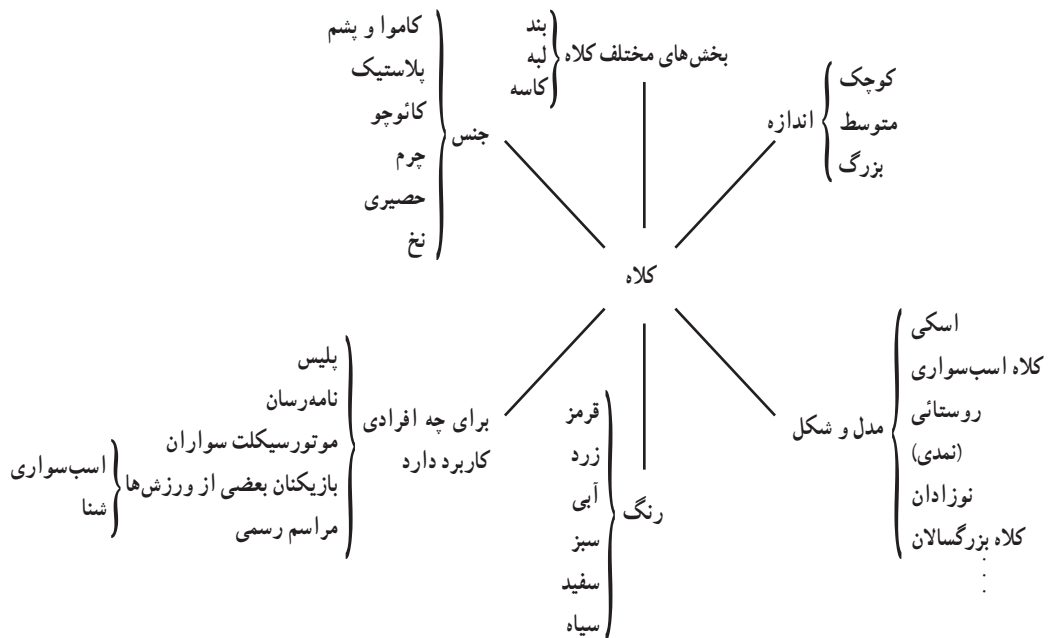 بخش‌های مختلف کلاه
بند
لبه
کاسه
اندازه
کوچک
متوسط
بزرگ
جنس
کاموا و پشم
پلاستیک
کائوچو
چرم
حصیری
نخ
کلاه
مدل و شکل
اسکی
کلاه اسب‌سواری
روستائی
(نمدی)
نوزادان
کلاه بزرگسالان
.
.
.
رنگ
قرمز
زرد
آبی
سبز
سفید
سیاه
برای چه افرادی
کاربرد دارد
پلیس
نامه‌رسان
موتورسیکلت سواران
بازیکنان بعضی از ورزش‌ها
اسب‌سواری
شنا
مراسم رسمی